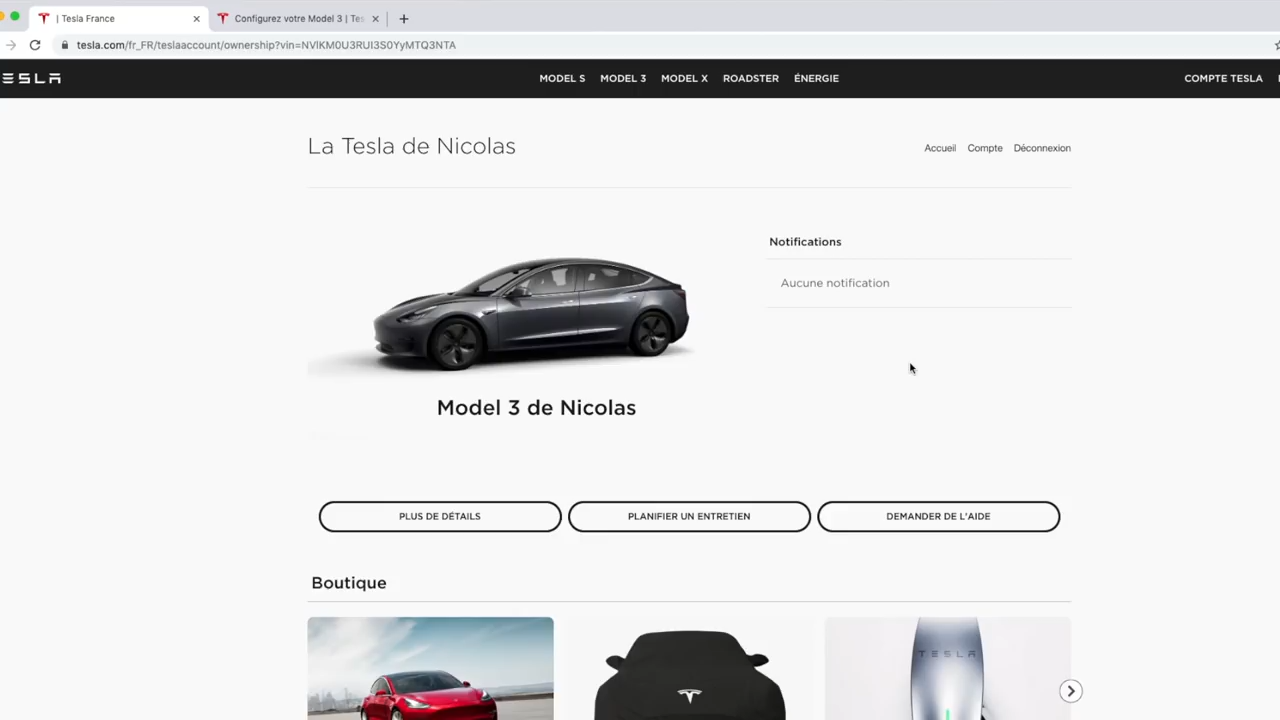 | Tesla France
Configurez votre Model 3 | Tes
tesla.com/fr_FR/teslaaccount/ownership?vin=NVlKM0U3RUI3S0YyMTQ3NTA
TESLA
MODEL S
MODEL 3
MODEL X
ROADSTER
ÉNERGIE
COMPTE TESLA
La Tesla de Nicolas
Accueil
Compte
Déconnexion
Notifications
Aucune notification
Model 3 de Nicolas
PLUS DE DÉTAILS
PLANIFIER UN ENTRETIEN
DEMANDER DE L'AIDE
Boutique
TESLA